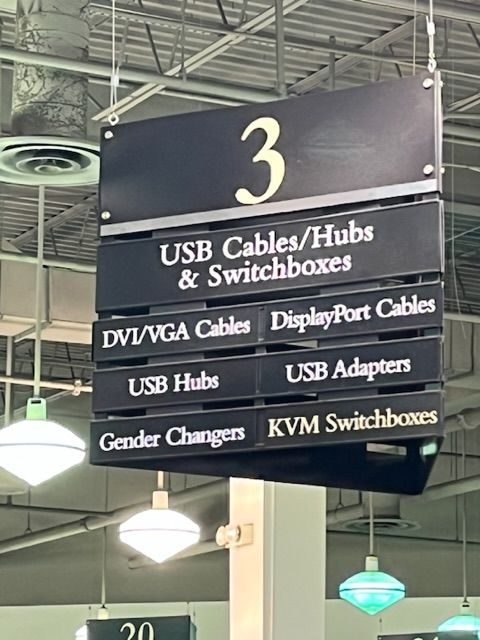 3
USB Cables/Hubs
& Switchboxes
DVI/VGA Cables DisplayPort Cables
USB Hubs USB Adapters
Gender Changers KVM Switchboxes
20